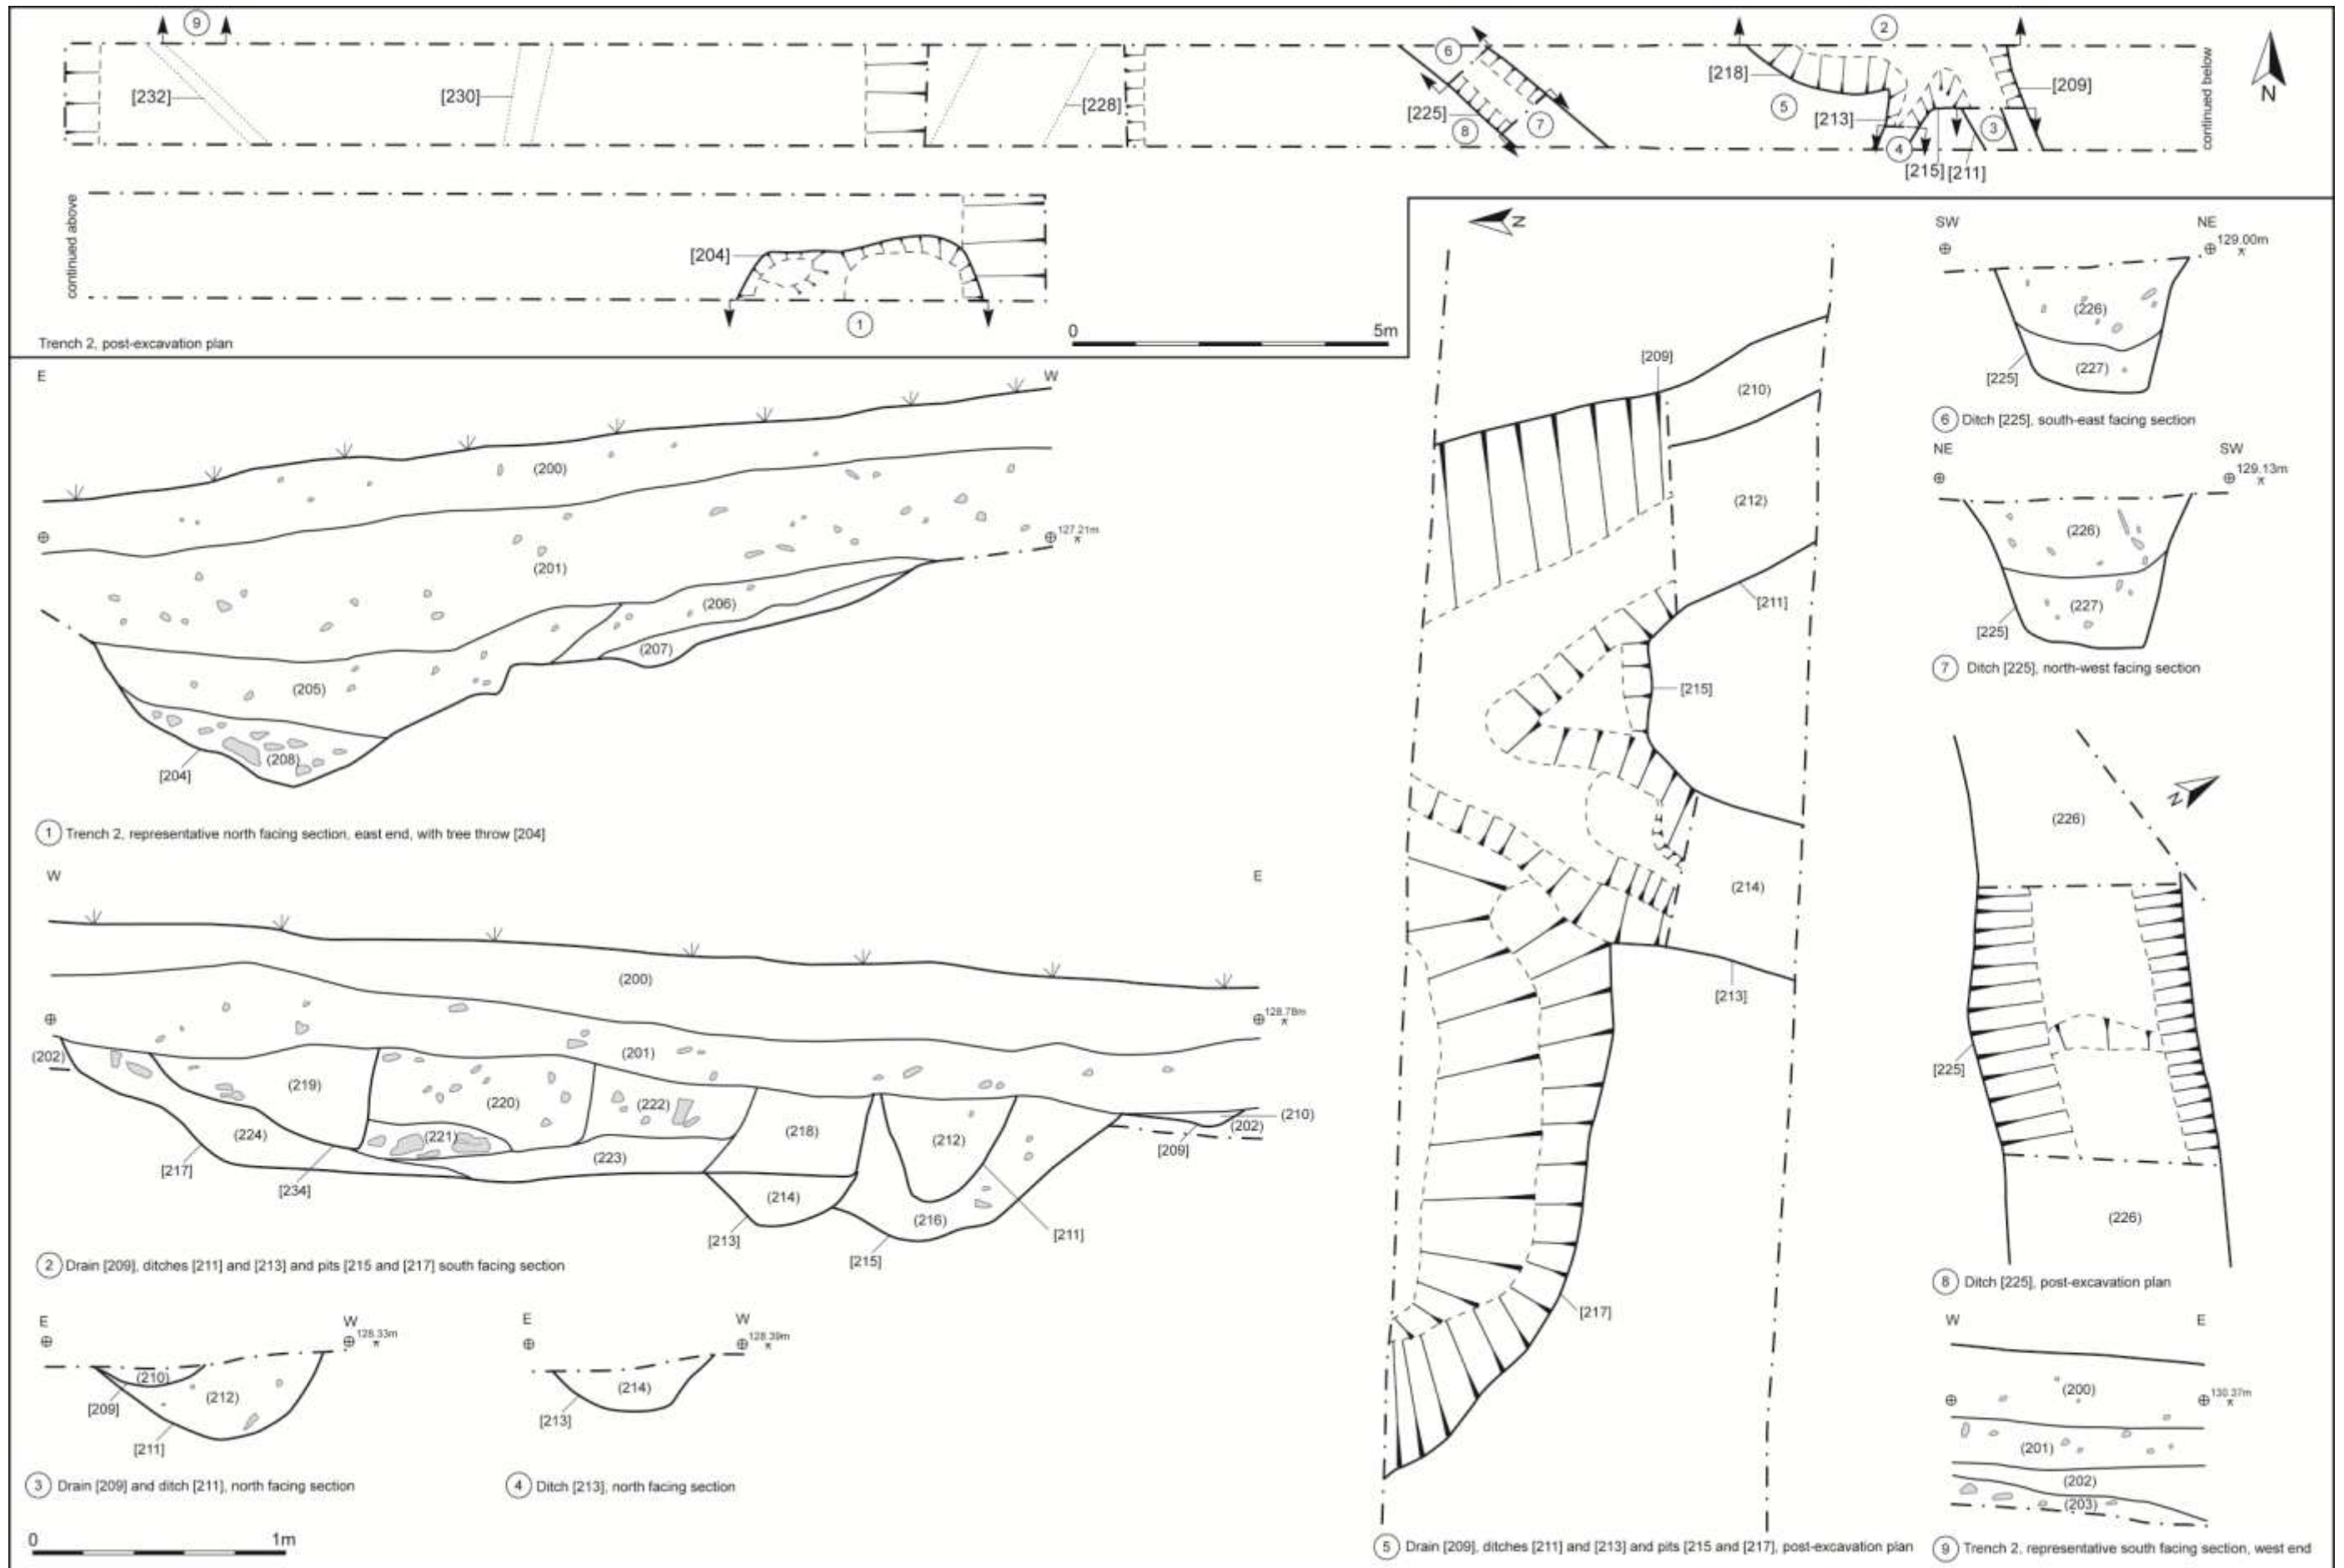 9
2
6
N
continued below
[232]
[230]
[228]
[225]
8
7
[218]
5
[213]
4
3
[209]
[215] [211]
continued above
[204]
1
Trench 2, post-excavation plan
0 5m
E W
(200)
127.21m
(201)
(206)
(207)
(205)
(208)
[204]
1 Trench 2, representative north facing section, east end, with tree throw [204]
W E
(200)
128.78m
(201)
(202)
(219)
(220)
(222)
(218)
(212)
(210)
(202)
[209]
(224)
(221)
(223)
[217]
[234]
(214)
(216)
[213]
[215]
[211]
2 Drain [209], ditches [211] and [213] and pits [215 and [217] south facing section
E W
128.33m
(210)
(212)
[209]
[211]
3 Drain [209] and ditch [211], north facing section
E W
128.39m
(214)
[213]
4 Ditch [213], north facing section
0 1m
N
[209]
(210)
(212)
[211]
[215]
(214)
[213]
[217]
5 Drain [209], ditches [211] and [213] and pits [215 and [217], post-excavation plan
SW NE
129.00m
(226)
(227)
[225]
6 Ditch [225], south-east facing section
NE SW
129.13m
(226)
(227)
[225]
7 Ditch [225], north-west facing section
N
(226)
[225]
(226)
8 Ditch [225], post-excavation plan
W E
(200)
130.37m
(201)
(202)
(203)
9 Trench 2, representative south facing section, west end